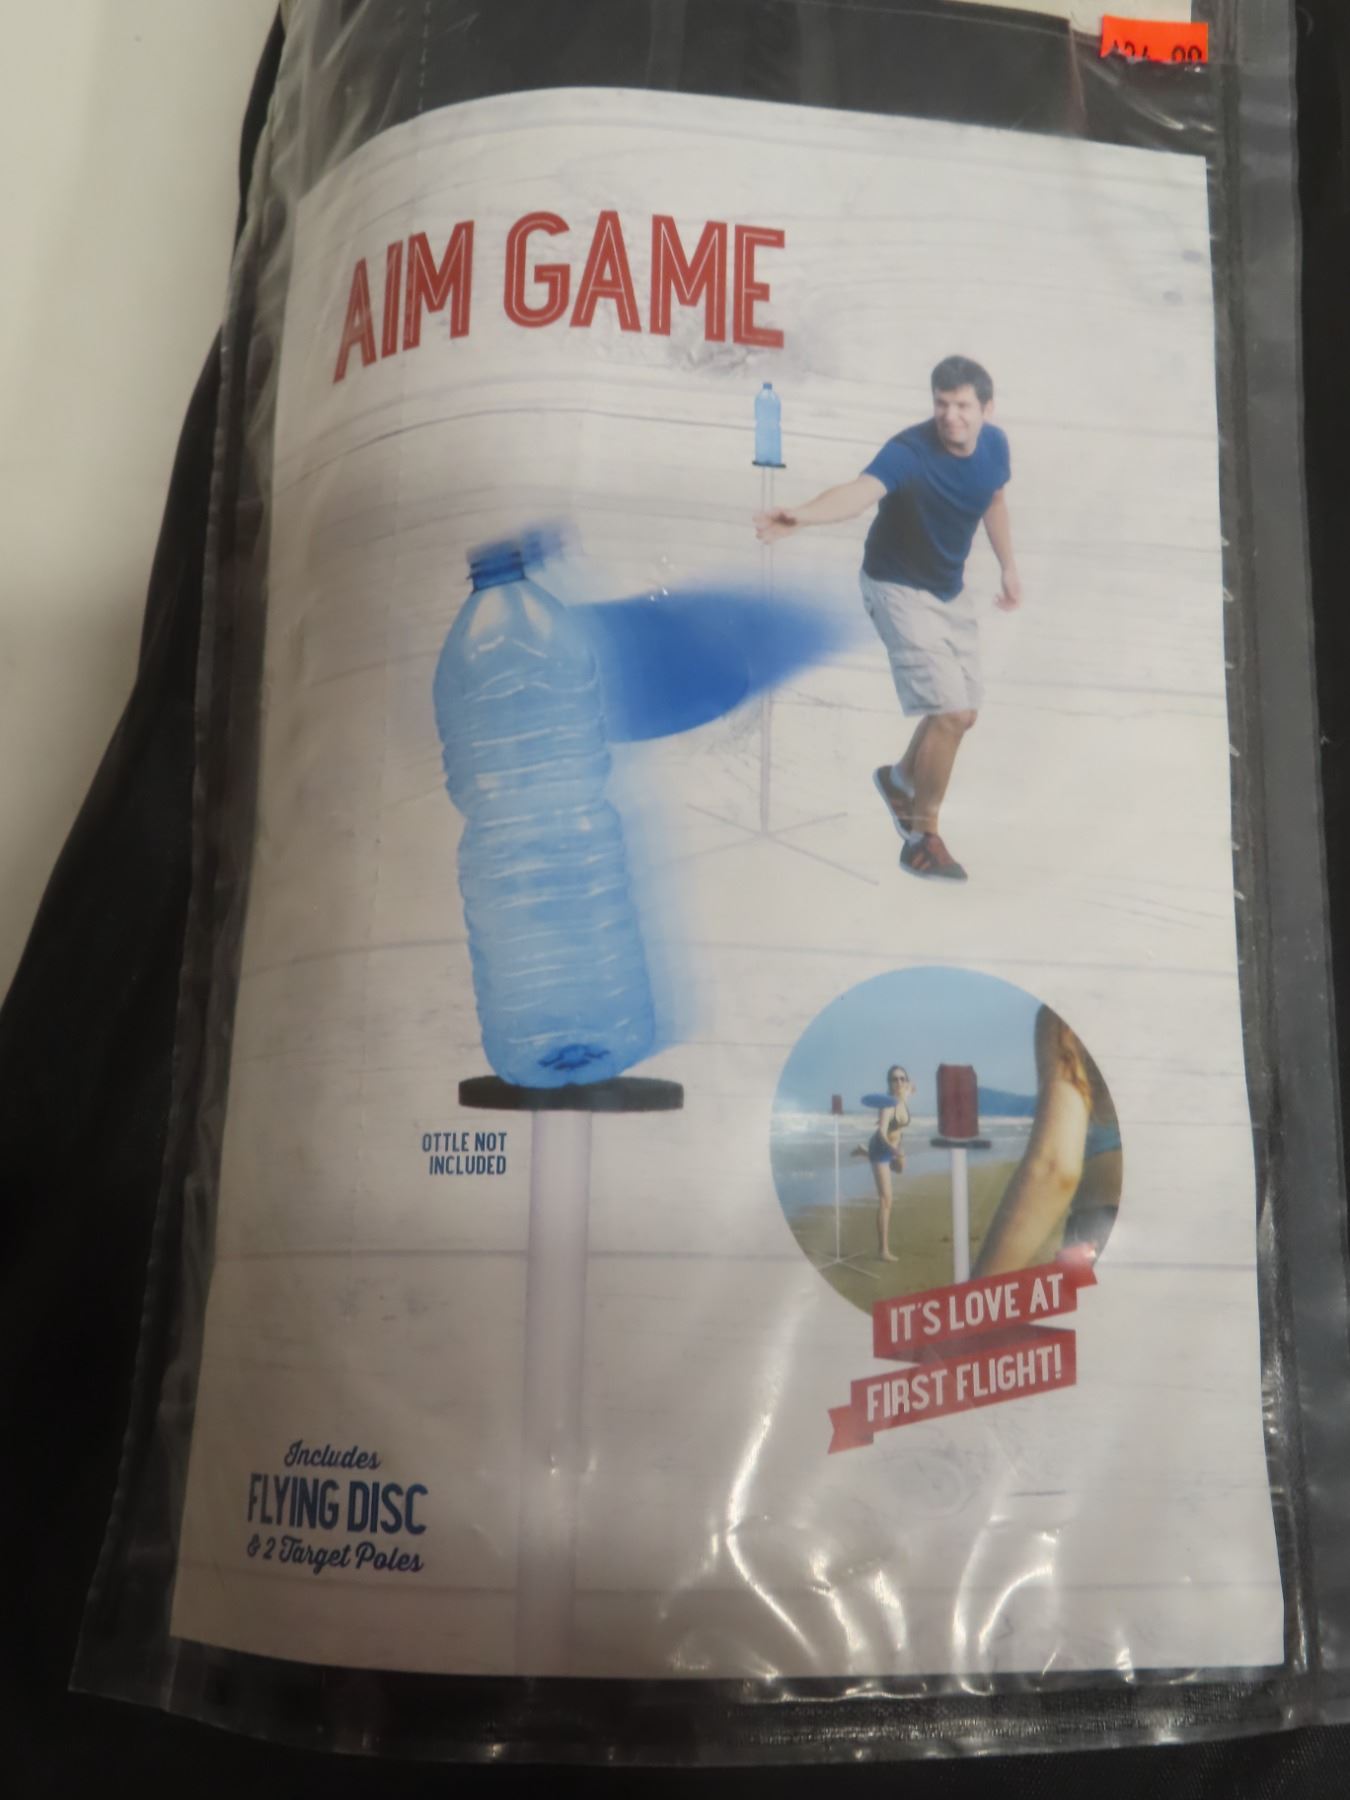 AIM GAME
OTTLE NOT
INCLUDED
IT'S LOVE AT
FIRST FLIGHT!
Includes
FLYING DISC
& 2 Target Poles